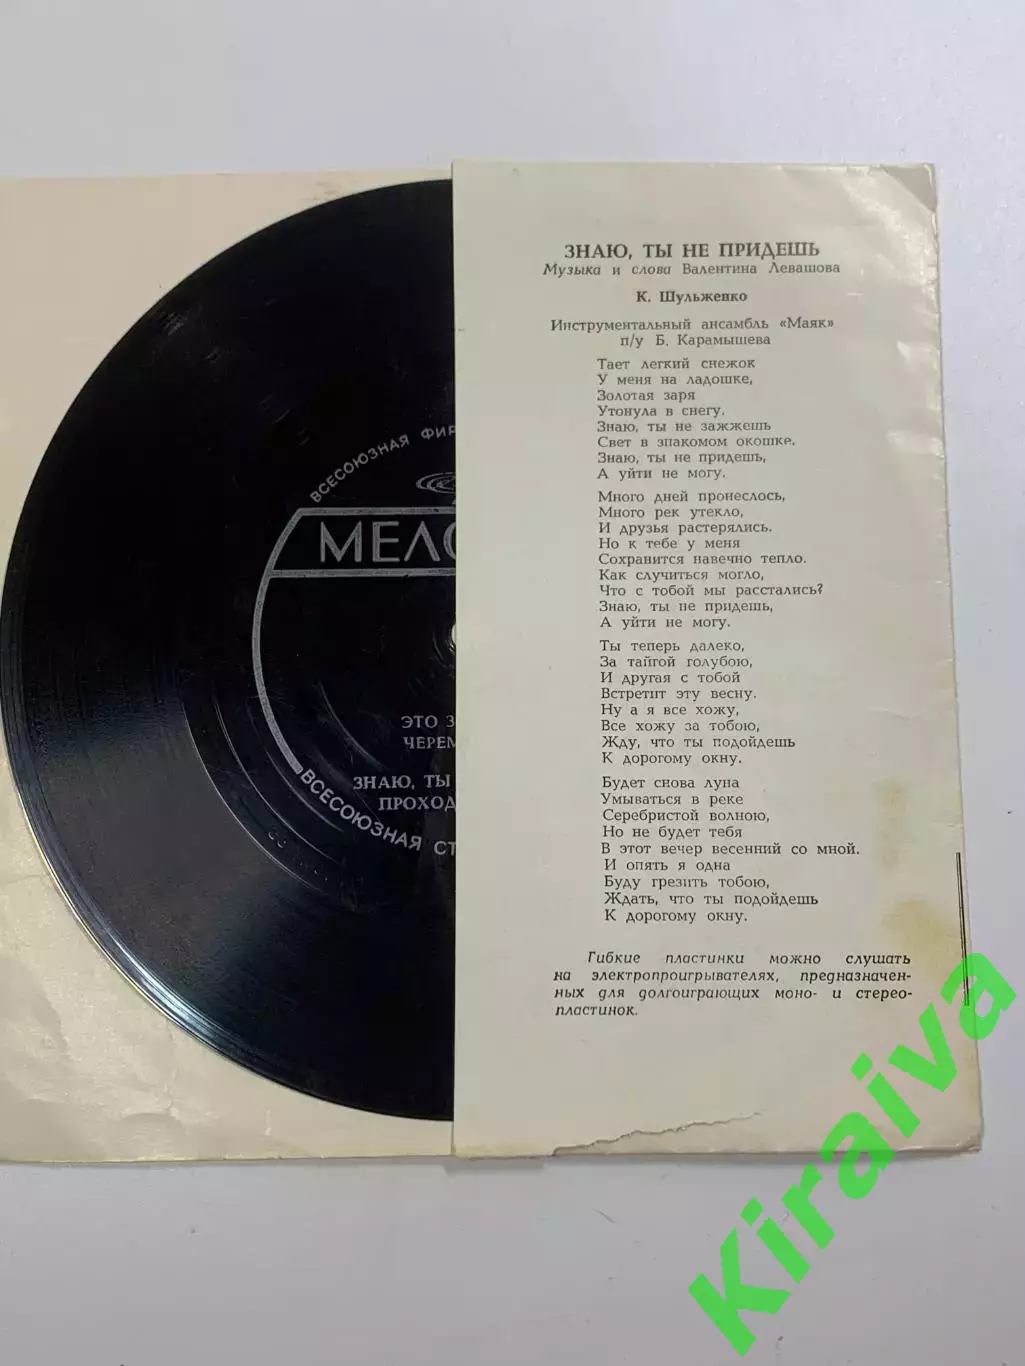 ВСЕСОЮЗНАЯ ФИР
МЕЛО
ЭТО З
ЧЕРЕМ
ЗНАЮ, ТЫ
ПРОХОД
ВСЕСОЮЗНАЯ СТ
ЗНАЮ, ТЫ НЕ ПРИДЕШЬ
Музыка и слова Валентина Левашова
К. Шульженко
Инструментальный ансамбль «Маяк»
п/у Б. Карамышева
Тает легкий снежок
У меня на ладошке,
Золотая заря
Утонула в снегу.
Знаю, ты не зажжешь
Свет в знакомом окошке.
Знаю, ты не придешь,
А уйти не могу.
Много дней пронеслось,
Много рек утекло,
И друзья растерялись.
Но к тебе у меня
Сохранится навечно тепло.
Как случиться могло,
Что с тобой мы расстались?
Знаю, ты не придешь,
А уйти не могу.
Ты теперь далеко,
За тайгой голубою,
И другая с тобой
Встретит эту весну.
Ну а я все хожу,
Все хожу за тобою,
Жду, что ты подойдешь
К дорогому окну.
Будет снова луна
Умываться в реке
Серебристой волною,
Но не будет тебя
В этот вечер весенний со мной.
И опять я одна
Буду грезить тобою,
Ждать, что ты подойдешь
К дорогому окну.
Гибкие пластинки можно слушать
на электропроигрывателях, предназначен-
ных для долгоиграющих моно- и стерео-
пластинок.
Kiraiva